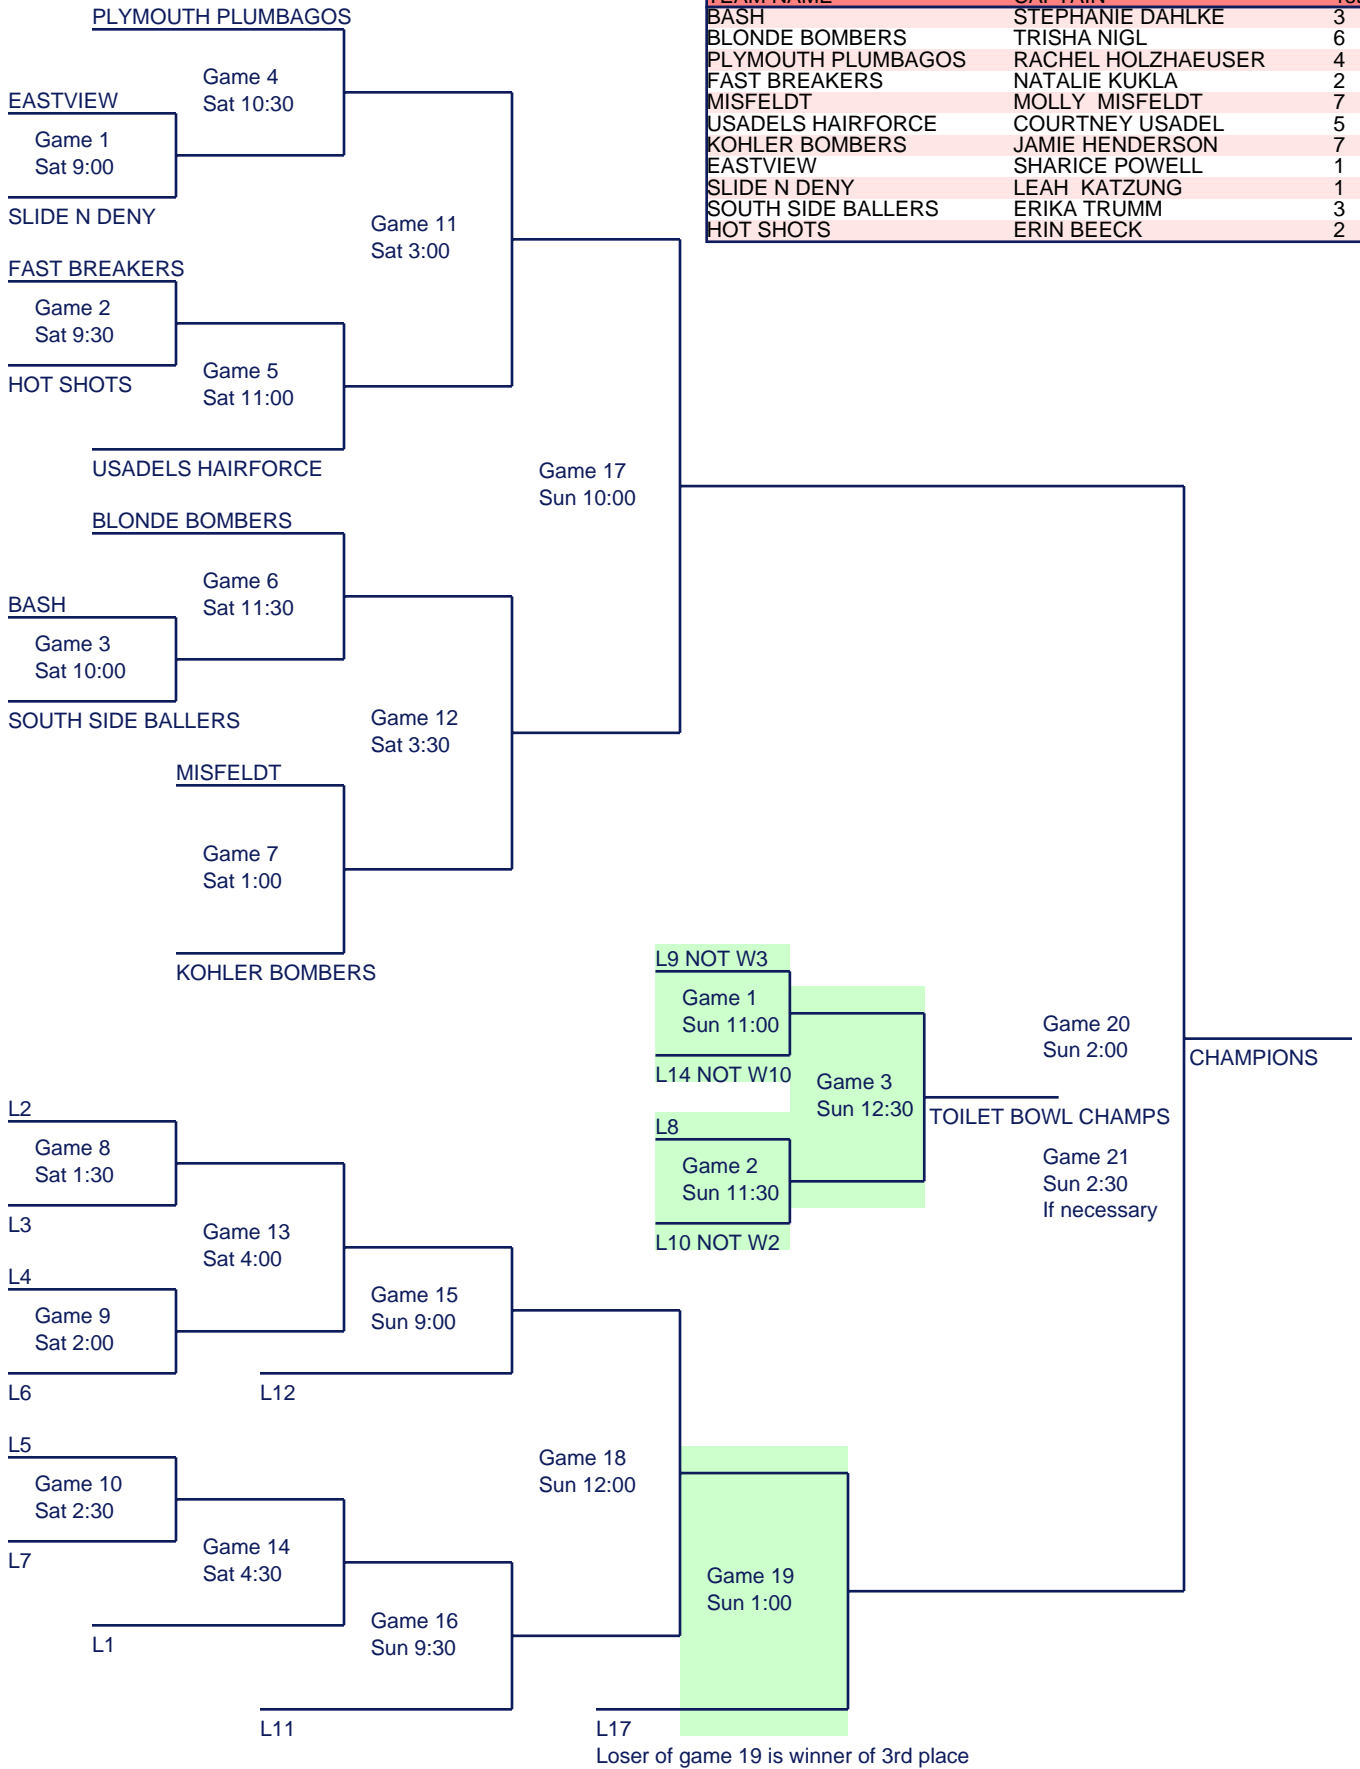 PLYMOUTH PLUMBAGOS
Game 4
Sat 10:30
EASTVIEW
Game 1
Sat 9:00
SLIDE N DENY
Game 11
Sat 3:00
FAST BREAKERS
Game 2
Sat 9:30
HOT SHOTS
Game 5
Sat 11:00
USADELS HAIRFORCE
Game 17
Sun 10:00
BLONDE BOMBERS
Game 6
Sat 11:30
BASH
Game 3
Sat 10:00
SOUTH SIDE BALLERS
Game 12
Sat 3:30
MISFELDT
Game 7
Sat 1:00
KOHLER BOMBERS
TEAM NAME CAPTAIN
BASH STEPHANIE DAHLKE 3
BLONDE BOMBERS TRISHA NIGL 6
PLYMOUTH PLUMBAGOS RACHEL HOLZHAEUSER 4
FAST BREAKERS NATALIE KUKLA 2
MISFELDT MOLLY MISFELDT 7
USADELS HAIRFORCE COURTNEY USADEL 5
KOHLER BOMBERS JAMIE HENDERSON 7
EASTVIEW SHARICE POWELL 1
SLIDE N DENY LEAH KATZUNG 1
SOUTH SIDE BALLERS ERIKA TRUMM 3
HOT SHOTS ERIN BEECK 2
L9 NOT W3
Game 1
Sun 11:00
L14 NOT W10
Game 3
Sun 12:30
TOILET BOWL CHAMPS
L8
Game 2
Sun 11:30
L10 NOT W2
Game 20
Sun 2:00
CHAMPIONS
Game 21
Sun 2:30
If necessary
L2
Game 8
Sat 1:30
L3
Game 13
Sat 4:00
L4
Game 9
Sat 2:00
L6
Game 15
Sun 9:00
L12
L5
Game 10
Sat 2:30
L7
Game 14
Sat 4:30
L1
Game 16
Sun 9:30
L11
Game 18
Sun 12:00
Game 19
Sun 1:00
L17
Loser of game 19 is winner of 3rd place